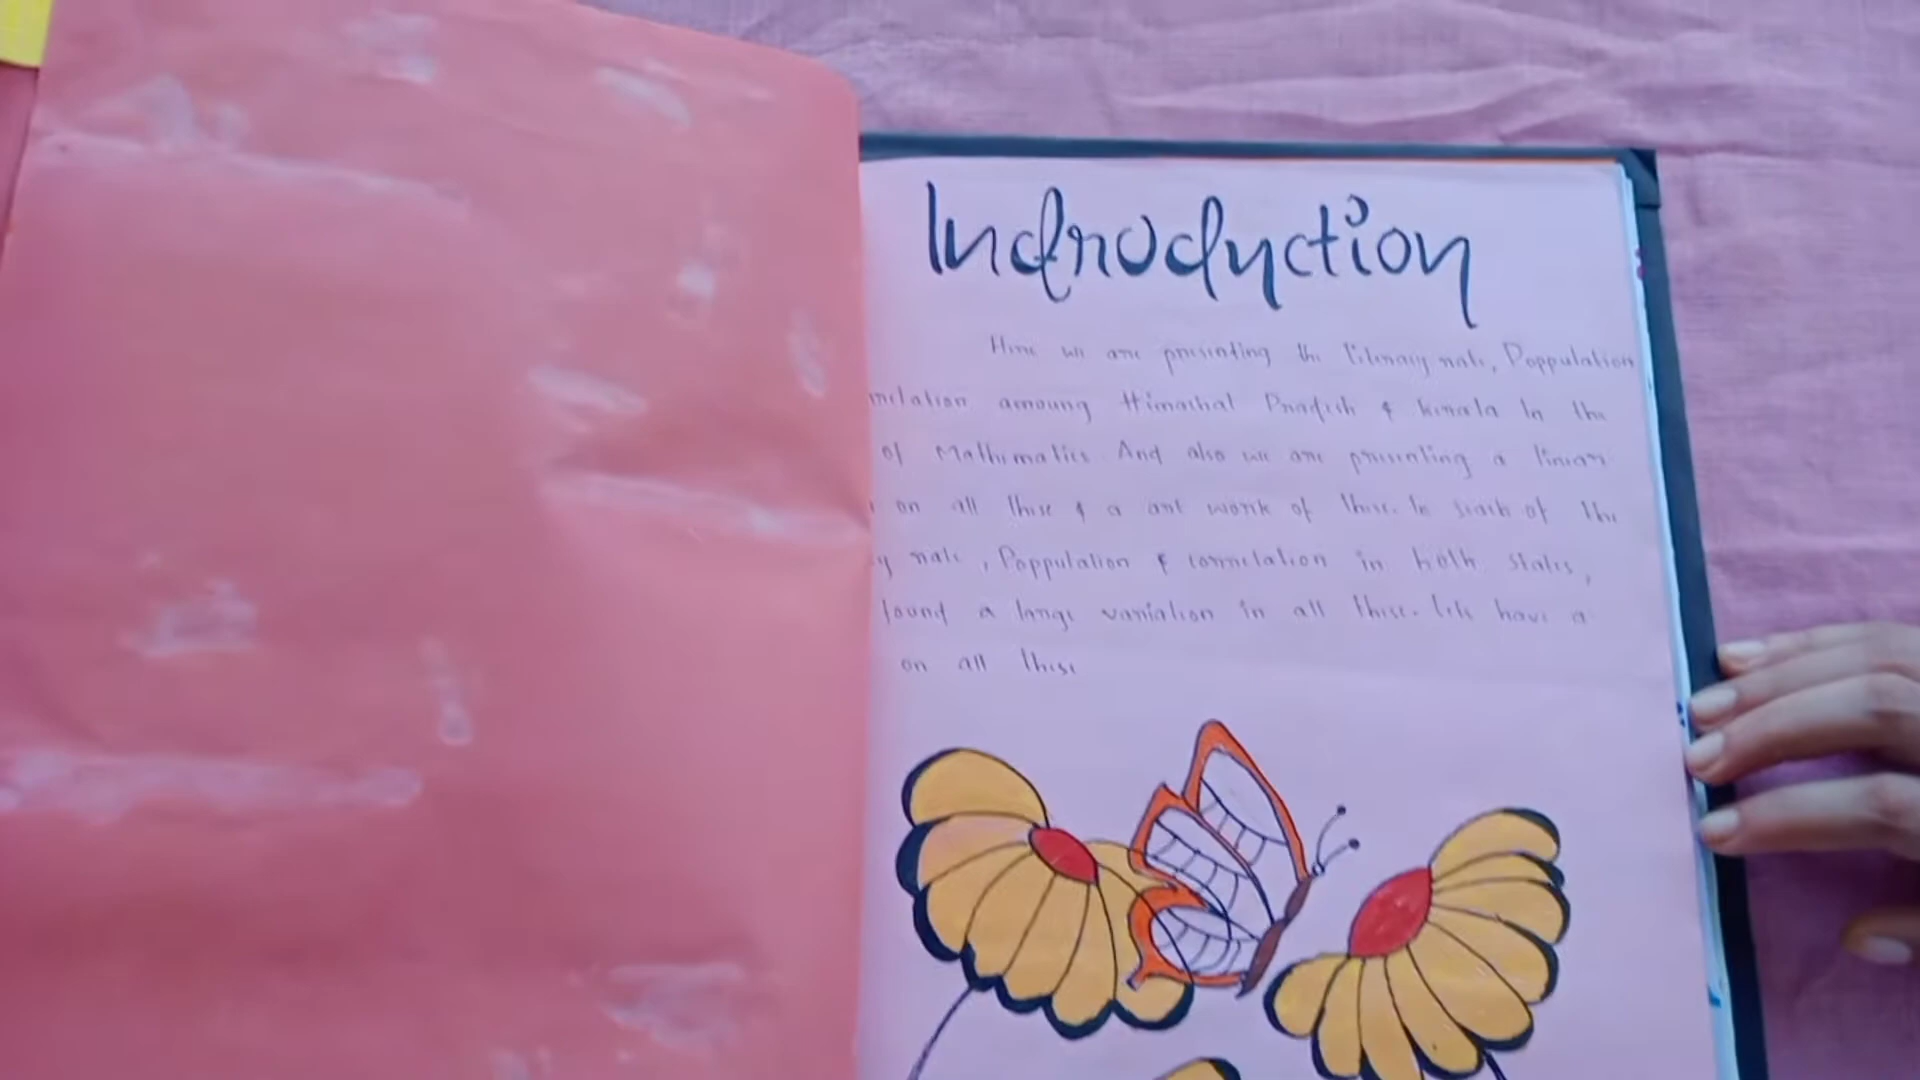 Introduction
Here we are presenting the literacy rate, Poppulation
relation amoung Himachal Pradesh & kerala In the
of Mathematics. And also we are presenting a linear
on all these & a art work of these. In search of the
y rate, Poppulation & correlation in both states,
found a large variation in all these. lets have a
on all these